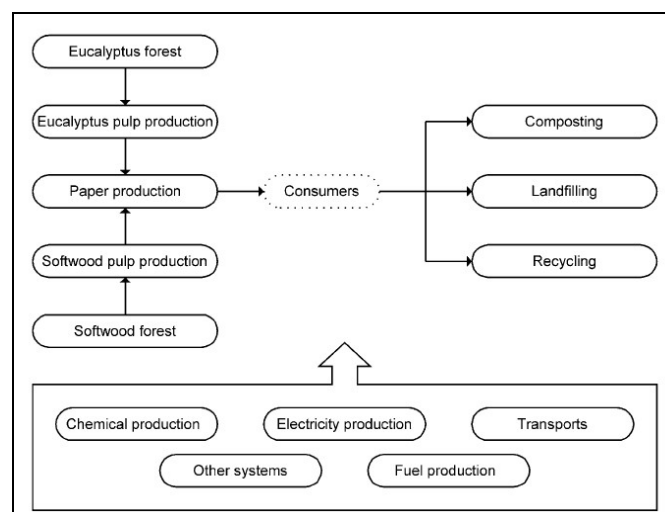 Eucalyptus forest
Eucalyptus pulp production
Composting
Paper production
Consumers
Landfilling
Softwood pulp production
Recycling
Softwood forest
Chemical production
Electricity production
Transports
Other systems
Fuel production